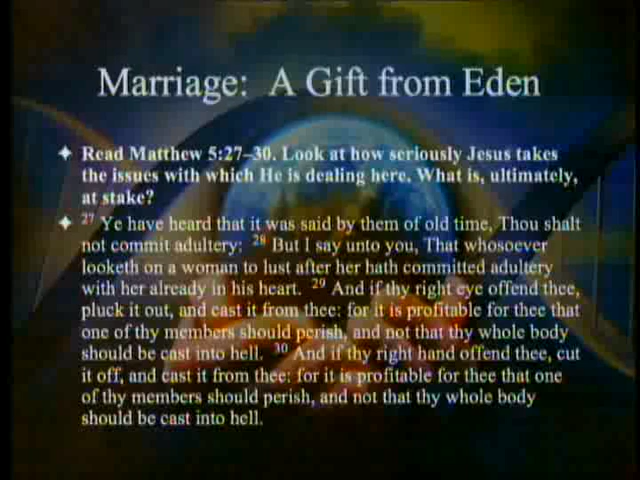 Marriage: A Gift from Eden
✦ Read Matthew 5:27–30. Look at how seriously Jesus takes
the issues with which He is dealing here. What is, ultimately,
at stake?
✦ 27 Ye have heard that it was said by them of old time, Thou shalt
not commit adultery: 28 But I say unto you, That whosoever
looketh on a woman to lust after her hath committed adultery
with her already in his heart. 29 And if thy right eye offend thee,
pluck it out, and cast it from thee: for it is profitable for thee that
one of thy members should perish, and not that thy whole body
should be cast into hell. 30 And if thy right hand offend thee, cut
it off, and cast it from thee: for it is profitable for thee that one
of thy members should perish, and not that thy whole body
should be cast into hell.